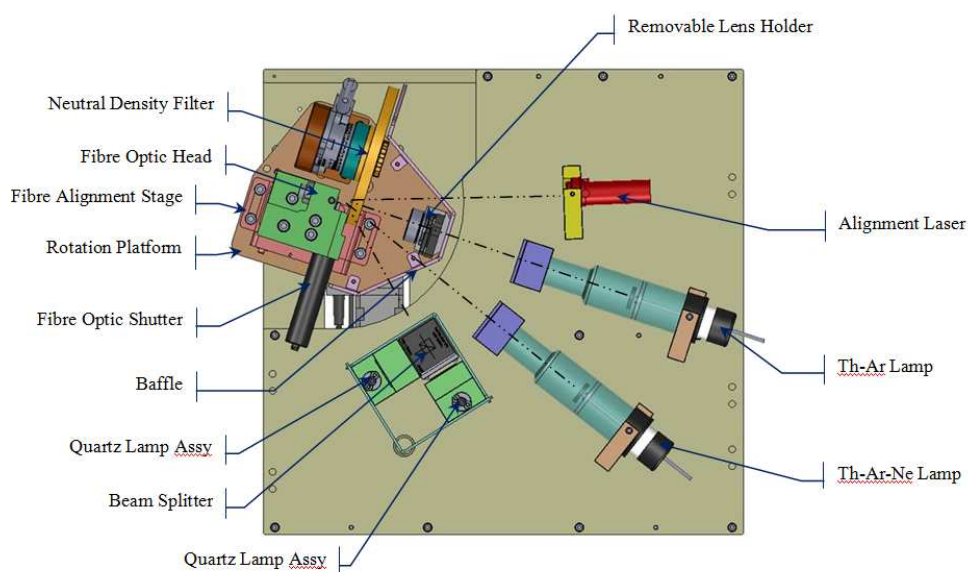 Removable Lens Holder
Neutral Density Filter
Fibre Optic Head
Fibre Alignment Stage
Rotation Platform
Fibre Optic Shutter
Baffle
Quartz Lamp Assy
Beam Splitter
Quartz Lamp Assy
Alignment Laser
Th-Ar Lamp
Th-Ar-Ne Lamp